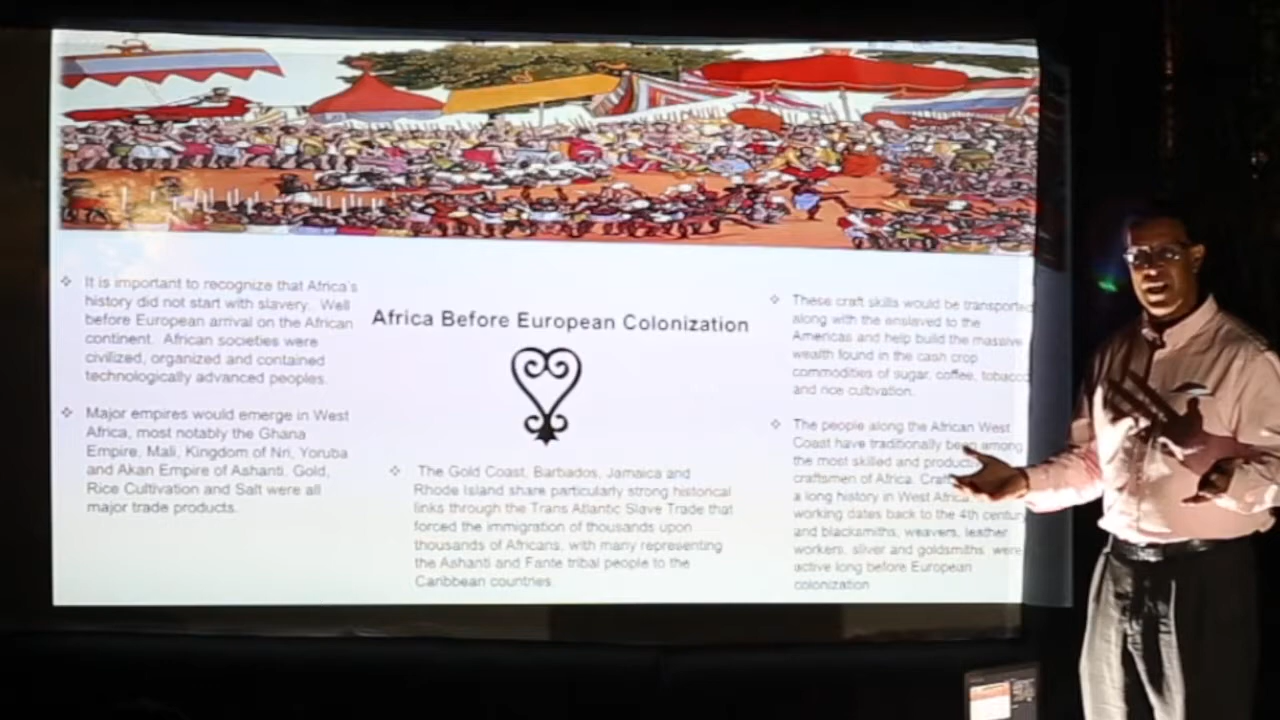 Africa Before European Colonization
❖ It is important to recognize that Africa's
history did not start with slavery. Well
before European arrival on the African
continent. African societies were
civilized, organized and contained
technologically advanced peoples.
❖ Major empires would emerge in West
Africa, most notably the Ghana
Empire, Mali, Kingdom of Nri, Yoruba
and Akan Empire of Ashanti. Gold,
Rice Cultivation and Salt were all
major trade products.
❖ The Gold Coast, Barbados, Jamaica and
Rhode Island share particularly strong historical
links through the Trans Atlantic Slave Trade that
forced the immigration of thousands upon
thousands of Africans, with many representing
the Ashanti and Fante tribal people to the
Caribbean countries.
❖ These craft skills would be transported
along with the enslaved to the
Americas and help build the massive
wealth found in the cash crop
commodities of sugar, coffee, tobacco
and rice cultivation.
❖ The people along the African West
Coast have traditionally been among
the most skilled and
craftsmen of Africa.
a long history in West Africa
working dates back to the 4th century
and blacksmiths, weavers, leather
workers, silver and goldsmiths were
active long before European
colonization